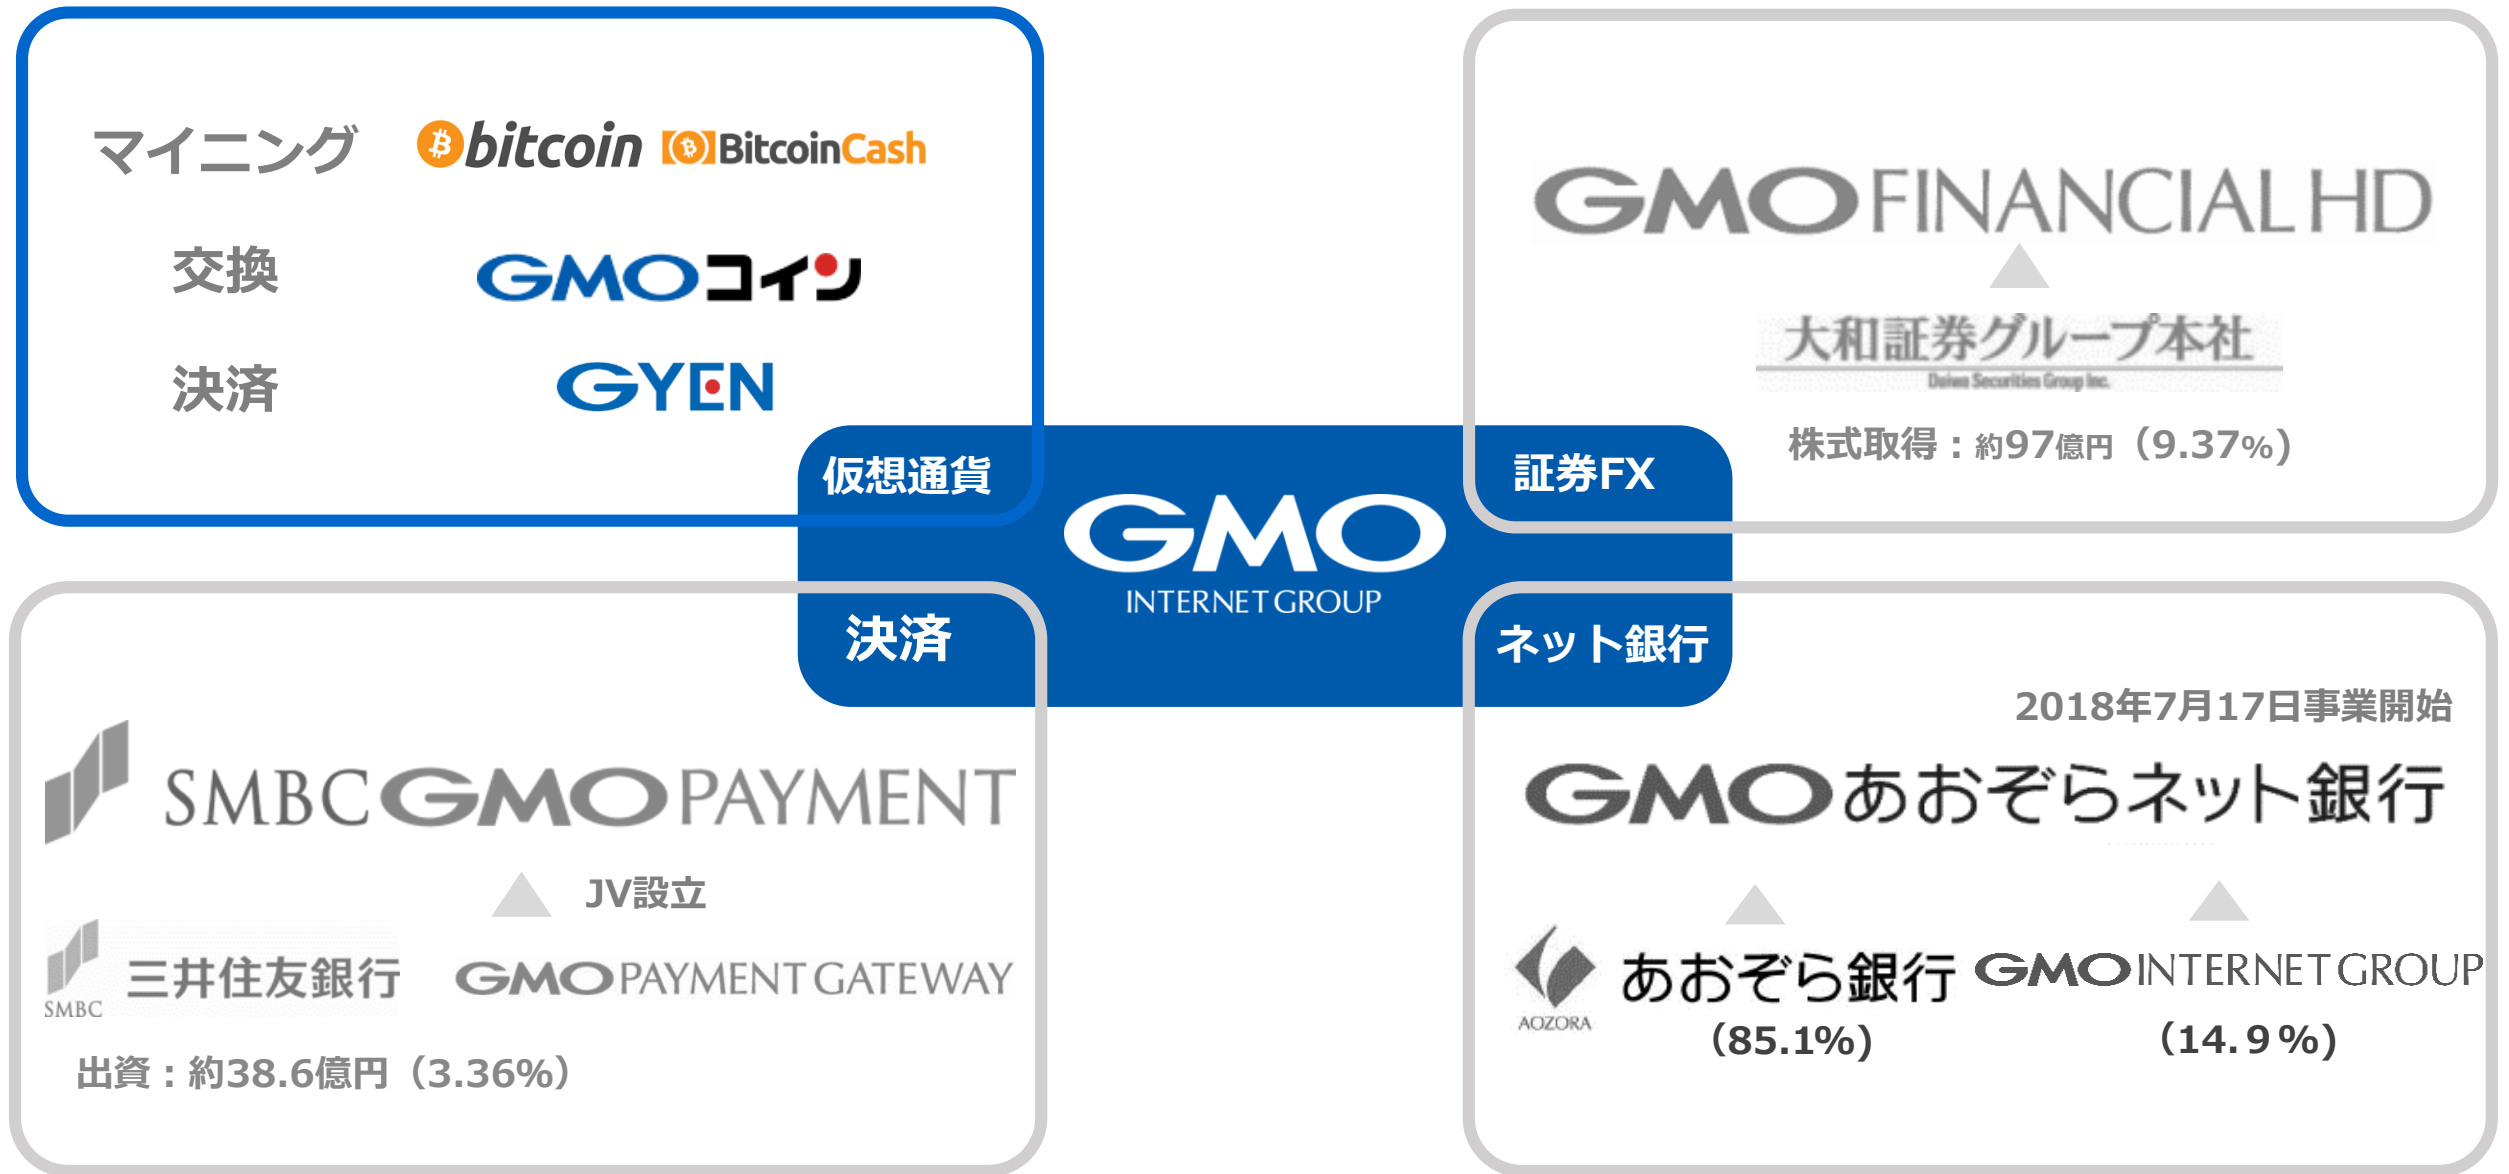 マイニング bitcoin BitcoinCash
交換 GMOコイン
決済 GYEN
仮想通貨
GMO FINANCIAL HD
大和証券グループ本社
Daiwa Securities Group Inc.
株式取得：約97億円（9.37%）
証券FX
GMO
INTERNET GROUP
決済
SMBC GMO PAYMENT
JV設立
三井住友銀行
SMBC
GMO PAYMENT GATEWAY
出資：約38.6億円（3.36%）
ネット銀行
2018年7月17日事業開始
GMOあおぞらネット銀行
あおぞら銀行
AOZORA
（85.1%）
GMO INTERNET GROUP
（14.９%）